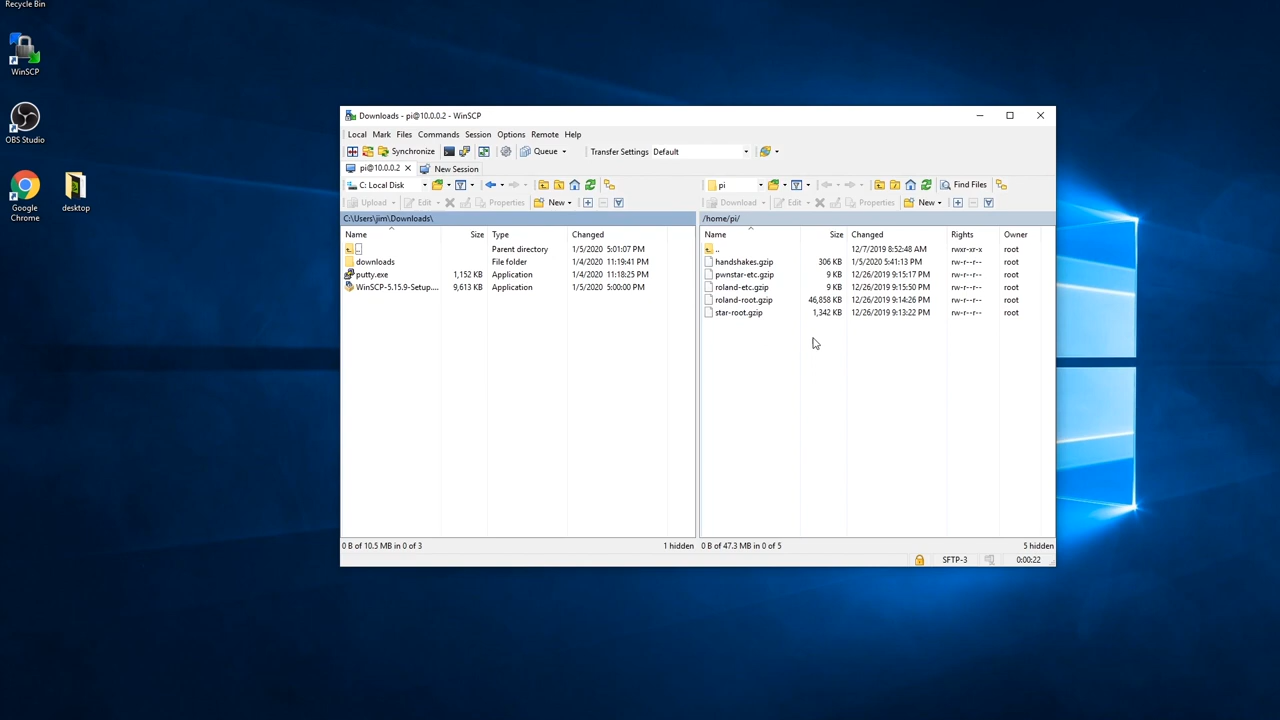 Recycle Bin
WinSCP
OBS Studio
Google
Chrome
desktop
Downloads - pi@10.0.0.2 - WinSCP
Local Mark Files Commands Session Options Remote Help
Synchronize Queue Transfer Settings Default
pi@10.0.0.2 New Session
C: Local Disk
Upload Edit Properties New
C:\Users\jim\Downloads\
Name Size Type Changed
.. Parent directory 1/5/2020 5:01:07 PM
downloads File folder 1/4/2020 11:19:41 PM
putty.exe 1,152 KB Application 1/4/2020 11:18:25 PM
WinSCP-5.15.9-Setup.... 9,613 KB Application 1/5/2020 5:00:00 PM
0 B of 10.5 MB in 0 of 3 1 hidden
pi Find Files
Download Edit Properties New
/home/pi/
Name Size Changed Rights Owner
.. 12/7/2019 8:52:48 AM rwxr-xr-x root
handshakes.gzip 306 KB 1/5/2020 5:41:13 PM rw-r--r-- root
pwnstar-etc.gzip 9 KB 12/26/2019 9:15:17 PM rw-r--r-- root
roland-etc.gzip 9 KB 12/26/2019 9:15:50 PM rw-r--r-- root
roland-root.gzip 46,858 KB 12/26/2019 9:14:26 PM rw-r--r-- root
star-root.gzip 1,342 KB 12/26/2019 9:13:22 PM rw-r--r-- root
0 B of 47.3 MB in 0 of 5 5 hidden
SFTP-3 0:00:22